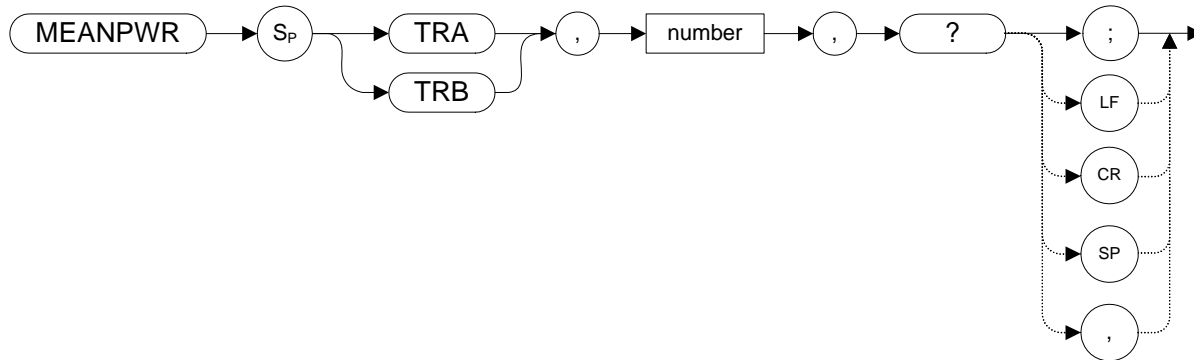 MEANPWR SP TRA , number , ? ;
TRB LF
CR
SP
,